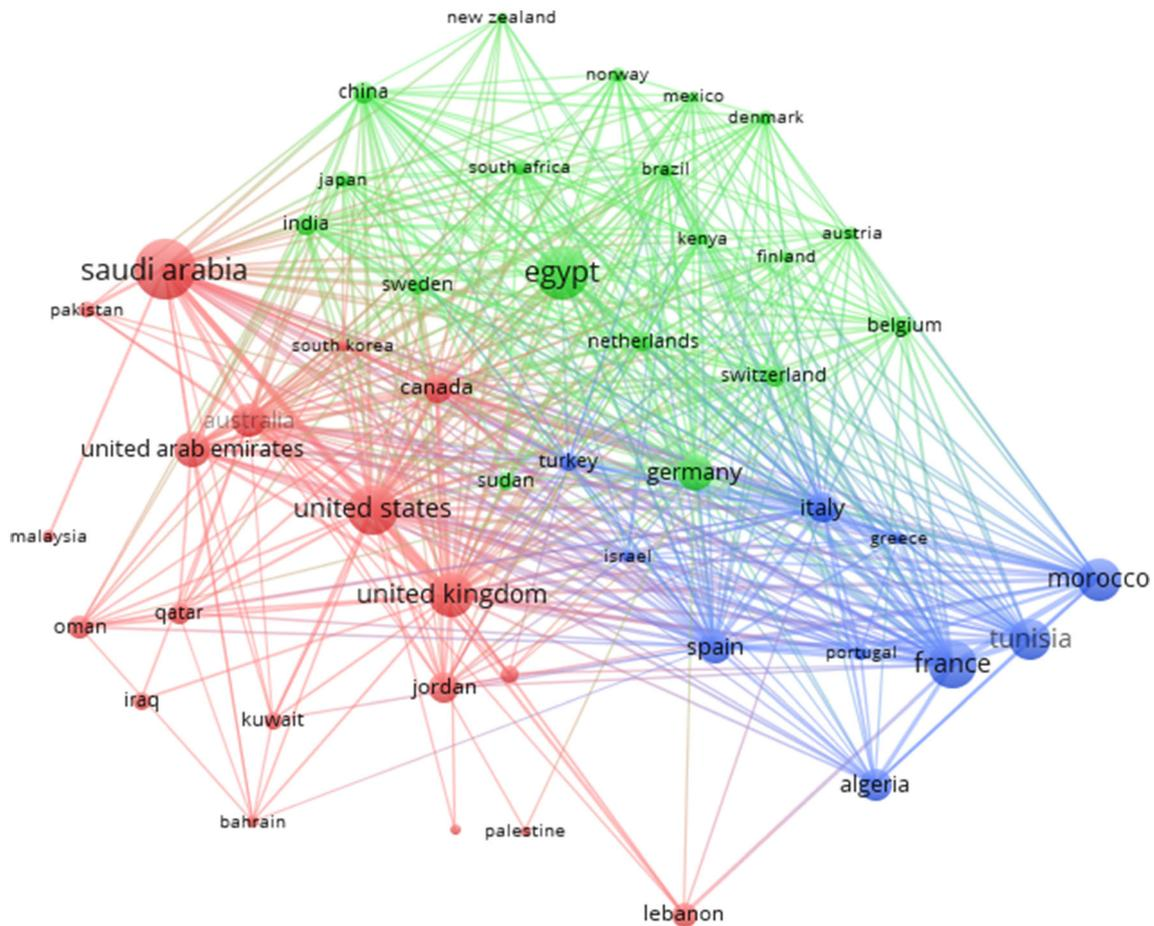 new zealand
norway
china
mexico
denmark
south africa
brazil
japan
india
kenya
austria
finland
saudi arabia
egypt
sweden
pakistan
belgium
south korea
netherlands
switzerland
canada
australia
united arab emirates
turkey
germany
sudan
united states
italy
malaysia
greece
israel
morocco
united kingdom
qatar
oman
tunisia
spain
portugal
france
jordan
iraq
kuwait
algeria
bahrain
palestine
lebanon